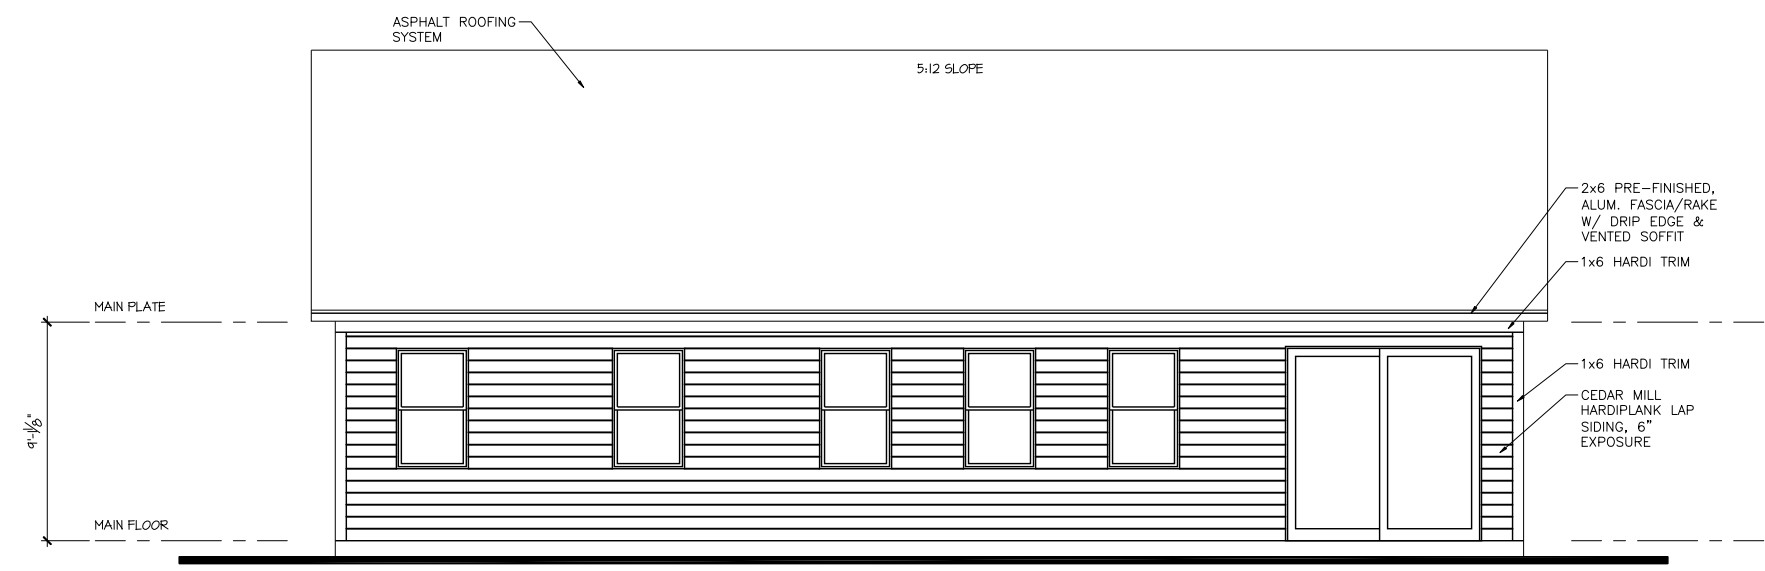 ASPHALT ROOFING
SYSTEM
5:12 SLOPE
2x6 PRE-FINISHED,
ALUM. FASCIA/RAKE
W/ DRIP EDGE &
VENTED SOFFIT
1x6 HARDI TRIM
MAIN PLATE
1x6 HARDI TRIM
CEDAR MILL
HARDIPLANK LAP
SIDING, 6"
EXPOSURE
9'-1 1/8"
MAIN FLOOR